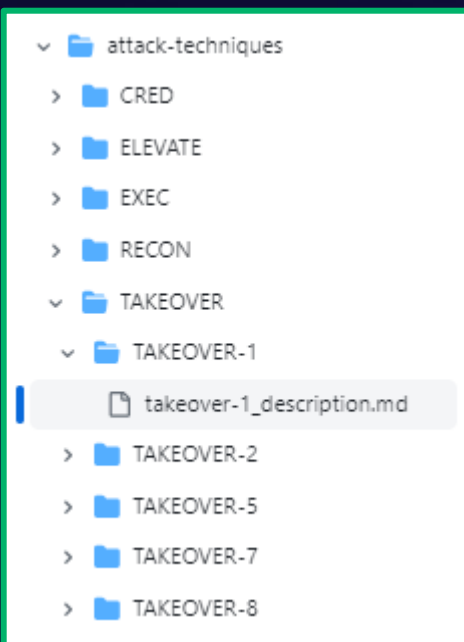 attack-techniques
CRED
ELEVATE
EXEC
RECON
TAKEOVER
TAKEOVER-1
takeover-1_description.md
TAKEOVER-2
TAKEOVER-5
TAKEOVER-7
TAKEOVER-8